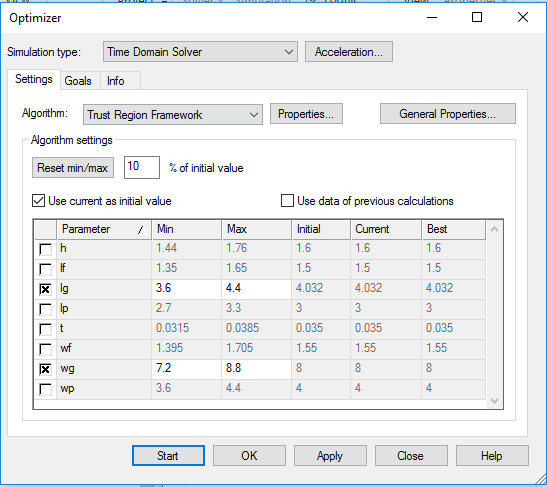 Optimizer
Simulation type: Time Domain Solver Acceleration...
Settings Goals Info
Algorithm: Trust Region Framework Properties... General Properties...
Algorithm settings
Reset min/max 10 % of initial value
Use current as initial value Use data of previous calculations
Parameter Min Max Initial Current Best
h 1.44 1.76 1.6 1.6 1.6
lf 1.35 1.65 1.5 1.5 1.5
lg 3.6 4.4 4.032 4.032 4.032
lp 2.7 3.3 3 3 3
t 0.0315 0.0385 0.035 0.035 0.035
wf 1.395 1.705 1.55 1.55 1.55
wg 7.2 8.8 8 8 8
wp 3.6 4.4 4 4 4
Start OK Apply Close Help